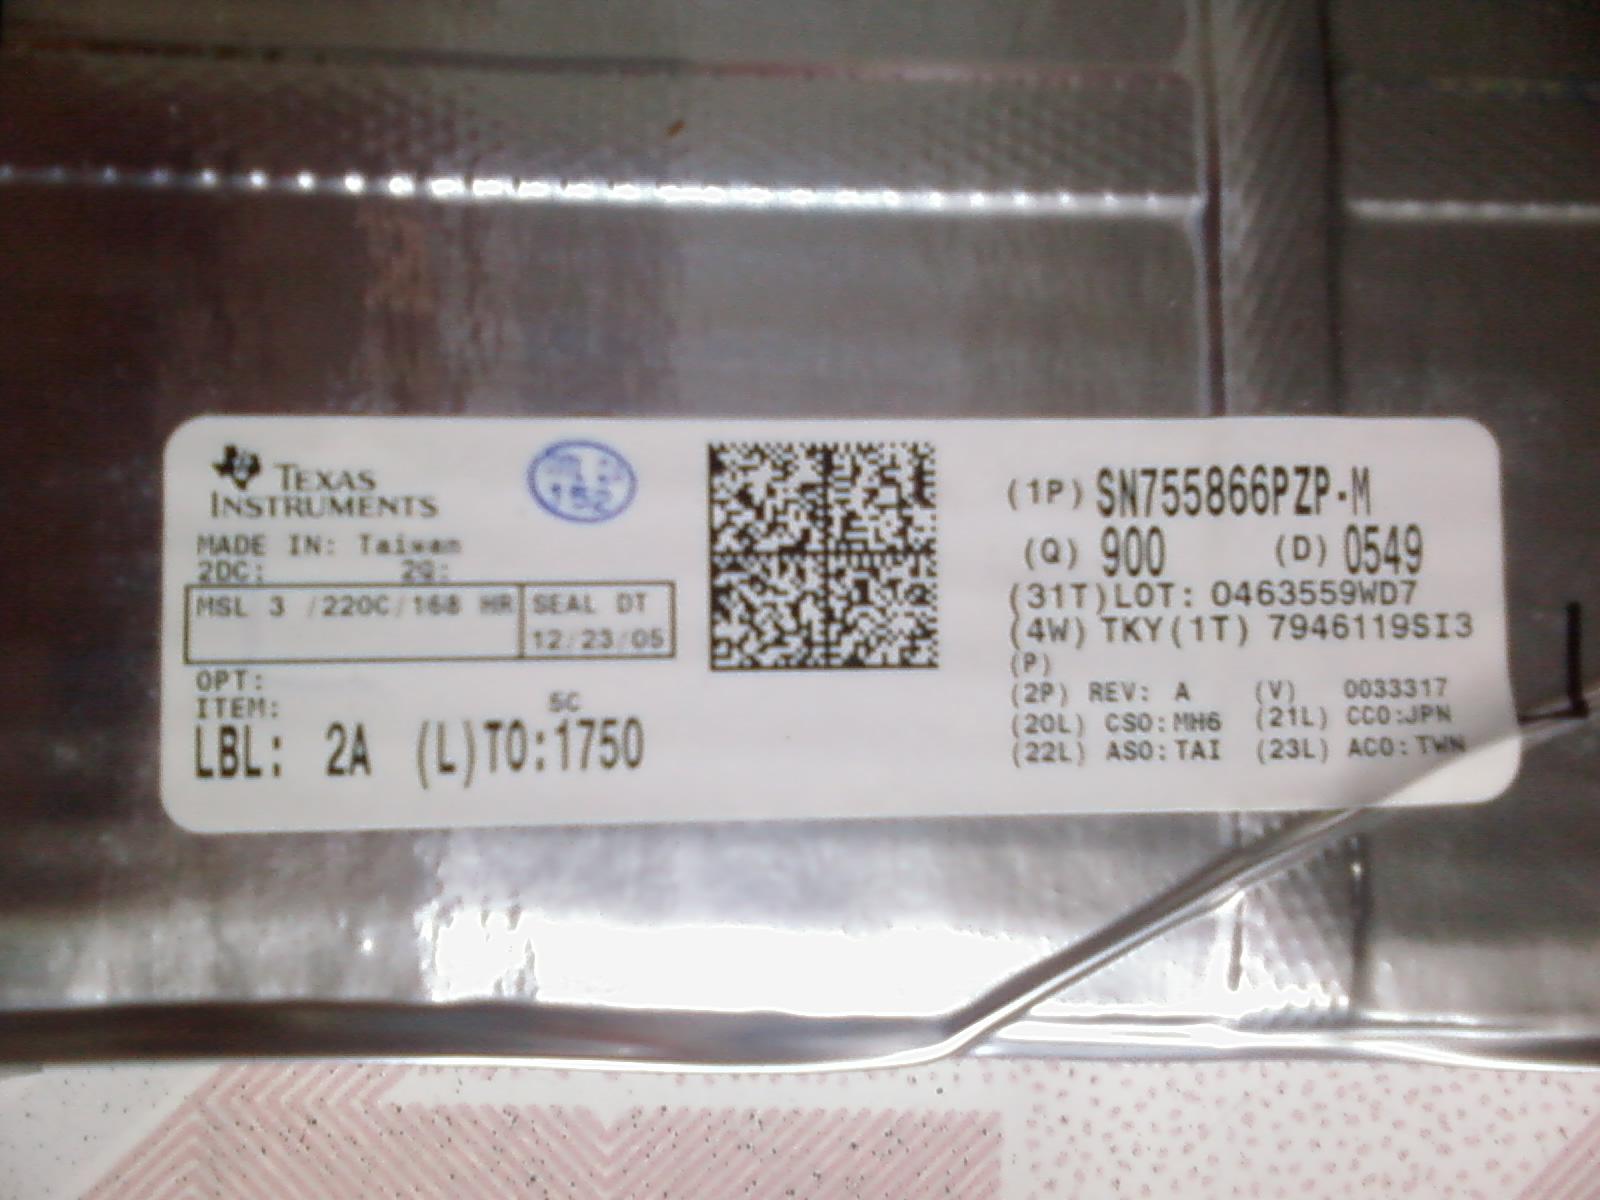 TEXAS
INSTRUMENTS
MADE IN: Taiwan
2DC: 2Q:
MSL 3 /220C/168 HR
SEAL DT
12/23/05
OPT:
ITEM:
5C
LBL: 2A (L)TO:1750
152
(1P) SN755866PZP-M
(Q) 900 (D) 0549
(31T)LOT: 0463559WD7
(4W) TKY(1T) 7946119SI3
(P)
(2P) REV: A (V) 0033317
(20L) CSO:MH6 (21L) CCO:JPN
(22L) ASO:TAI (23L) ACO:TWN